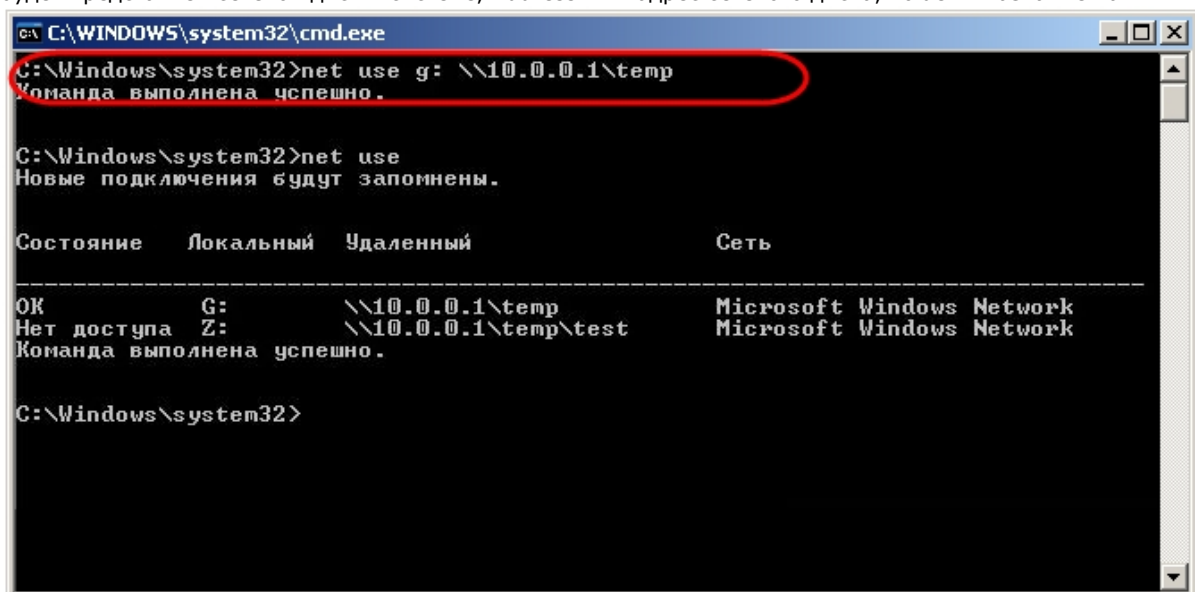 C:\WINDOWS\system32\cmd.exe
C:\Windows\system32>net use g: \\10.0.0.1\temp
Команда выполнена успешно.
C:\Windows\system32>net use
Новые подключения будут запомнены.
Состояние Локальный Удаленный Сеть
-------------------------------------------------------------------------------
OK G: \\10.0.0.1\temp Microsoft Windows Network
Нет доступа Z: \\10.0.0.1\temp\test Microsoft Windows Network
Команда выполнена успешно.
C:\Windows\system32>